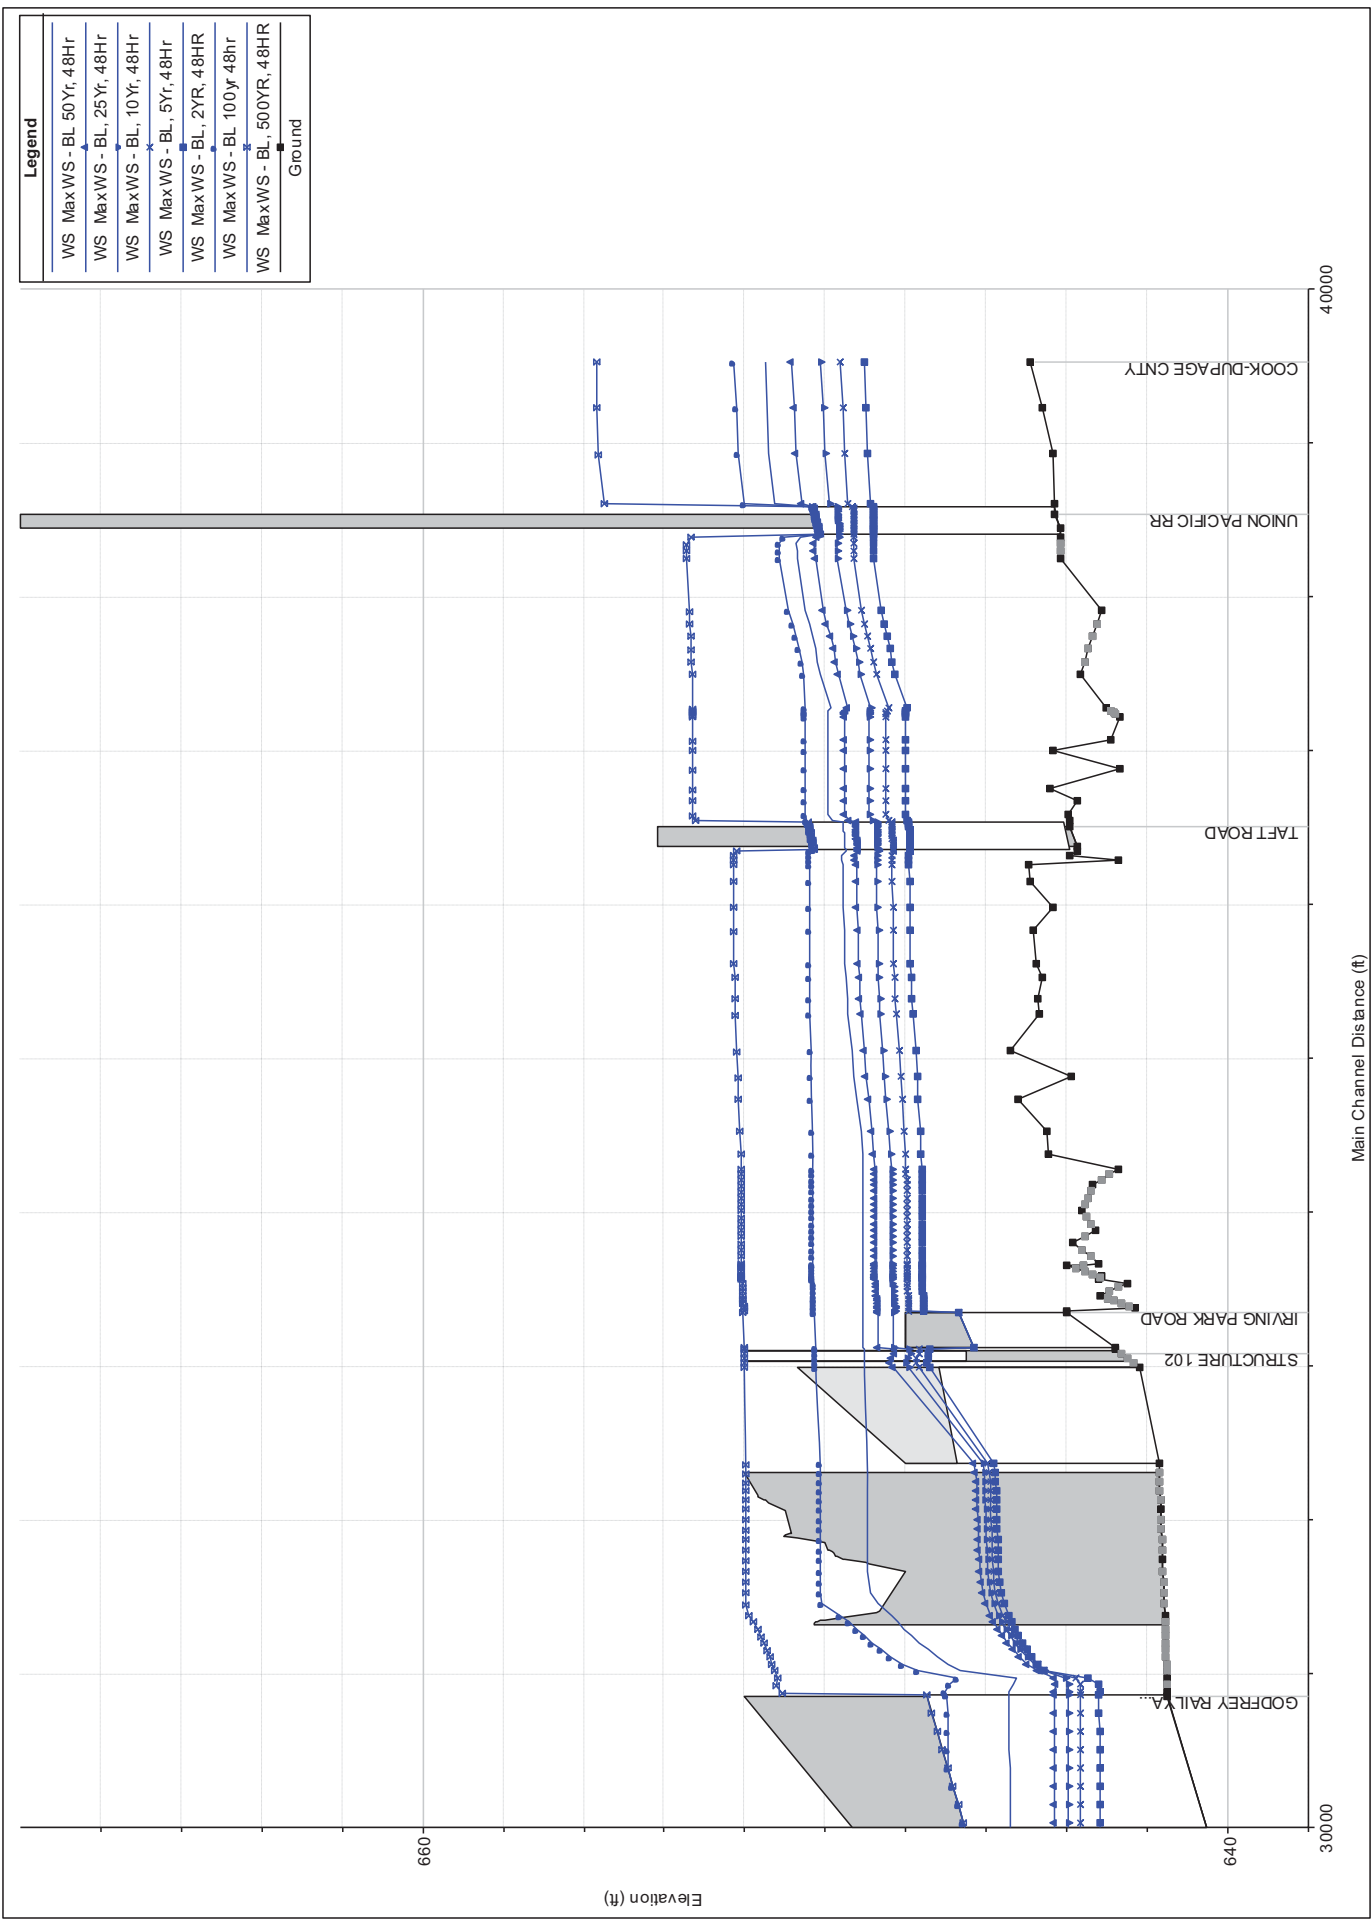 Legend
WS Max WS - BL 50Yr, 48Hr
WS Max WS - BL, 25Yr, 48Hr
WS Max WS - BL, 10Yr, 48Hr
WS Max WS - BL, 5Yr, 48Hr
WS Max WS - BL, 2YR, 48HR
WS Max WS - BL 100yr 48hr
WS Max WS - BL, 500YR, 48HR
Ground
660
640
Elevation (ft)
30000
40000
Main Channel Distance (ft)
GODFREY RAIL YA...
STRUCTURE 102
IRVING PARK ROAD
TAFT ROAD
UNION PACIFIC RR
COOK-DUPAGE CNTY